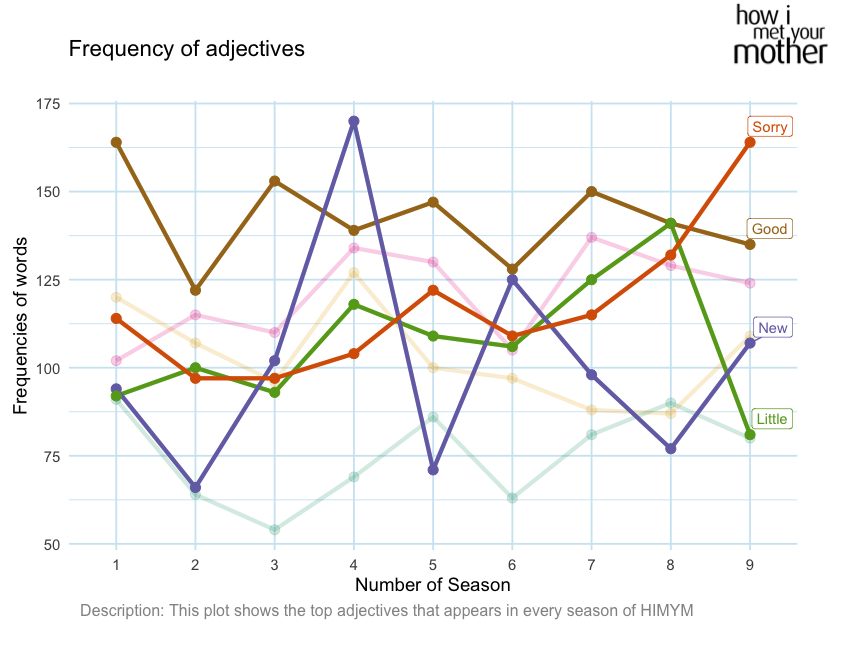 how i
met your
mother
Frequency of adjectives
175
150
125
100
75
50
Frequencies of words
Sorry
Good
New
Little
1 2 3 4 5 6 7 8 9
Number of Season
Description: This plot shows the top adjectives that appears in every season of HIMYM